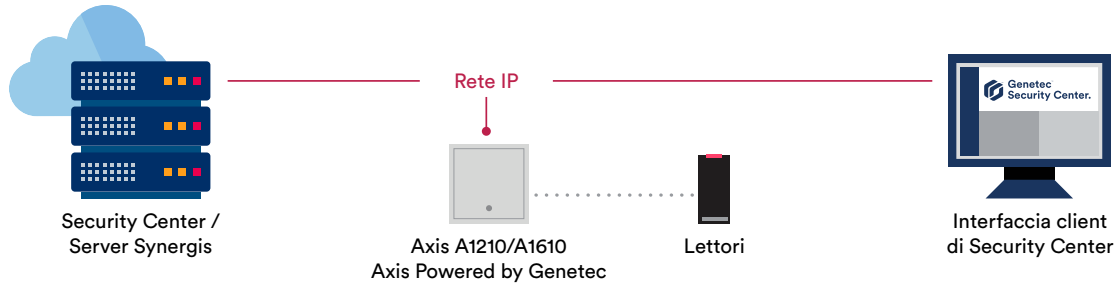 Rete IP
Genetec
Security Center.
Security Center /
Server Synergis
Axis A1210/A1610
Axis Powered by Genetec
Lettori
Interfaccia client
di Security Center